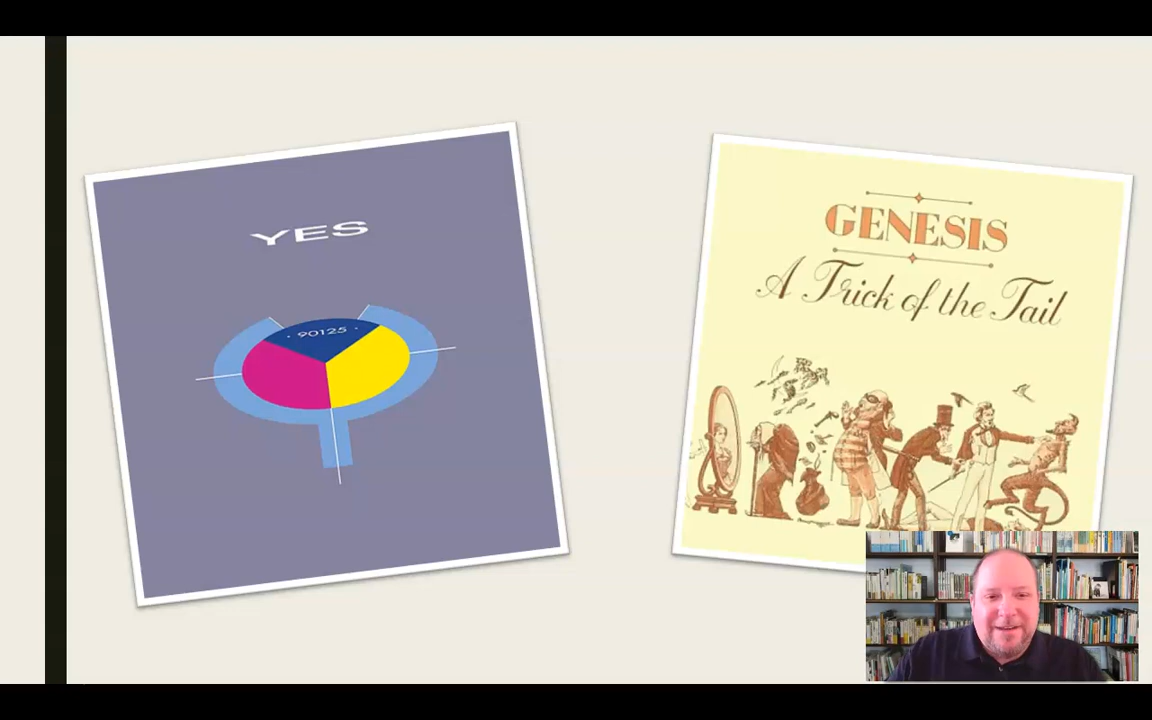 YES
· 90125 ·
GENESIS
A Trick of the Tail